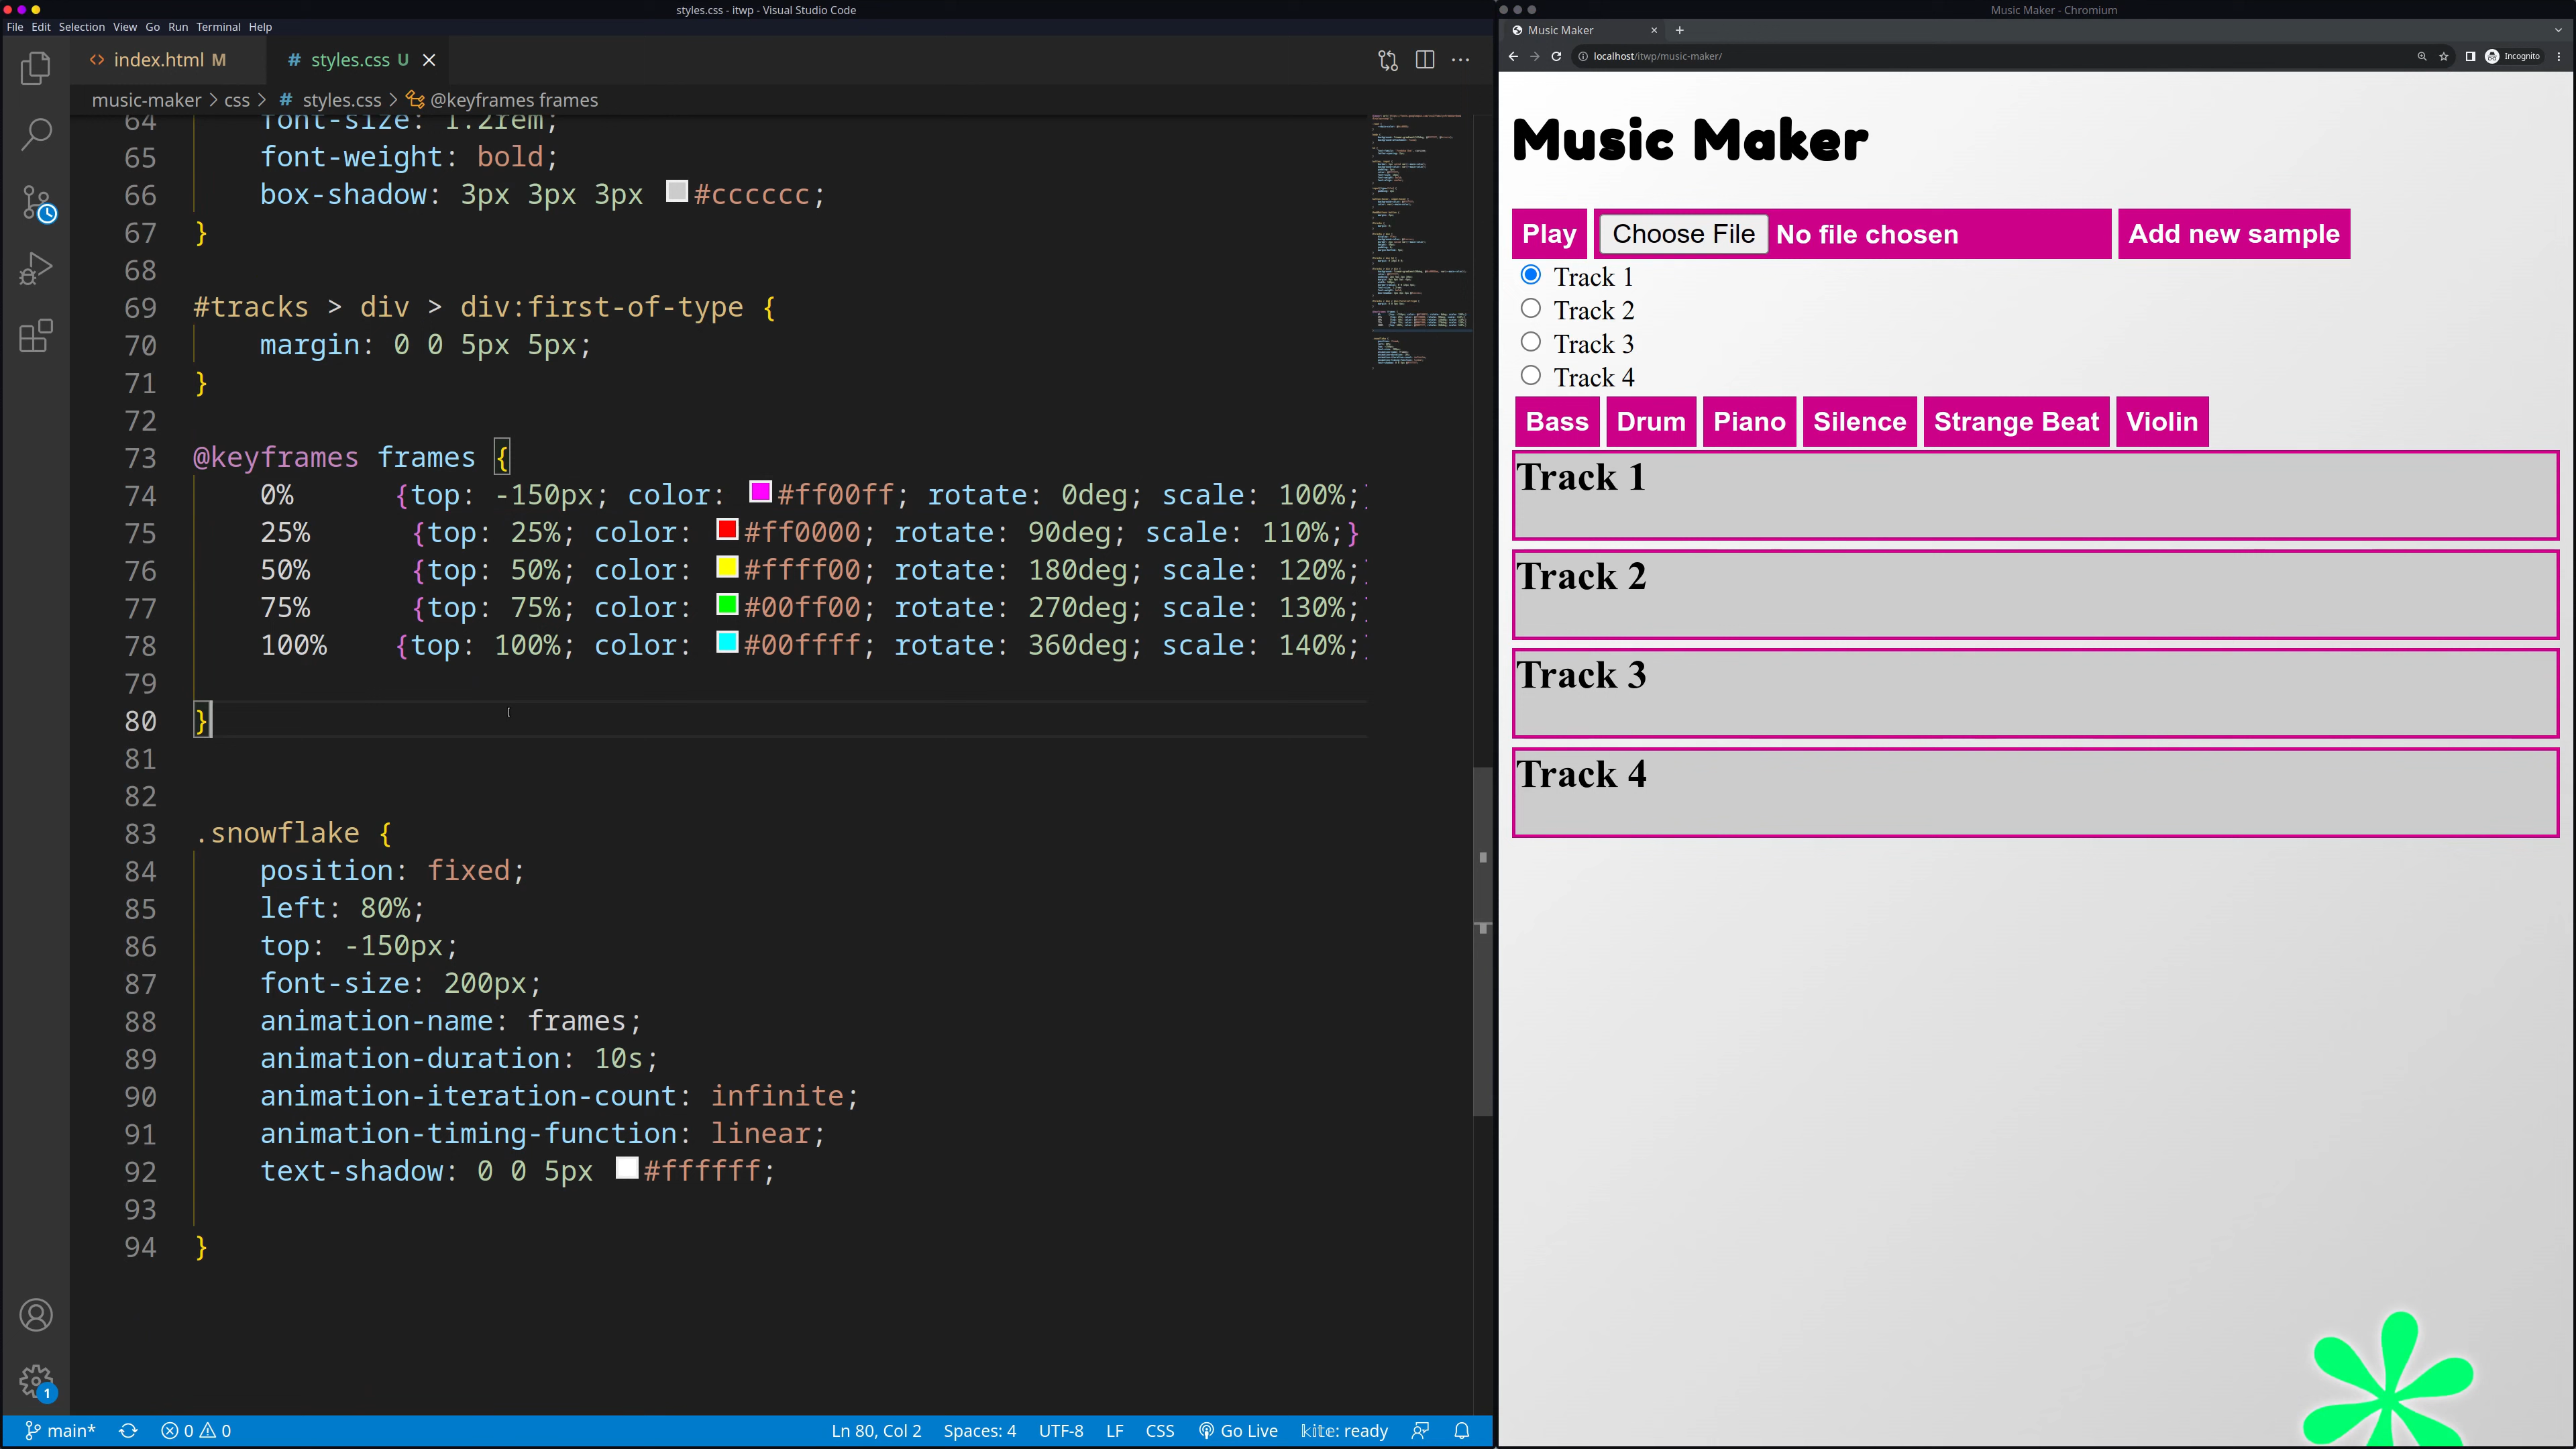 styles.css - itwp - Visual Studio Code
File Edit Selection View Go Run Terminal Help
index.html M
# styles.css U
music-maker > css > # styles.css > @keyframes frames
64 font-size: 1.2rem;
65 font-weight: bold;
66 box-shadow: 3px 3px 3px #cccccc;
67 }
68
69 #tracks > div > div:first-of-type {
70 margin: 0 0 5px 5px;
71 }
72
73 @keyframes frames {
74 0% {top: -150px; color: #ff00ff; rotate: 0deg; scale: 100%;
75 25% {top: 25%; color: #ff0000; rotate: 90deg; scale: 110%;}
76 50% {top: 50%; color: #ffff00; rotate: 180deg; scale: 120%;
77 75% {top: 75%; color: #00ff00; rotate: 270deg; scale: 130%;
78 100% {top: 100%; color: #00ffff; rotate: 360deg; scale: 140%;
79
80 }
81
82
83 .snowflake {
84 position: fixed;
85 left: 80%;
86 top: -150px;
87 font-size: 200px;
88 animation-name: frames;
89 animation-duration: 10s;
90 animation-iteration-count: infinite;
91 animation-timing-function: linear;
92 text-shadow: 0 0 5px #ffffff;
93
94 }
1
main* 0 0 Ln 80, Col 2 Spaces: 4 UTF-8 LF CSS Go Live kite: ready
Music Maker - Chromium
Music Maker
localhost/itwp/music-maker/ Incognito
Music Maker
Play Choose File No file chosen Add new sample
Track 1
Track 2
Track 3
Track 4
Bass Drum Piano Silence Strange Beat Violin
Track 1
Track 2
Track 3
Track 4